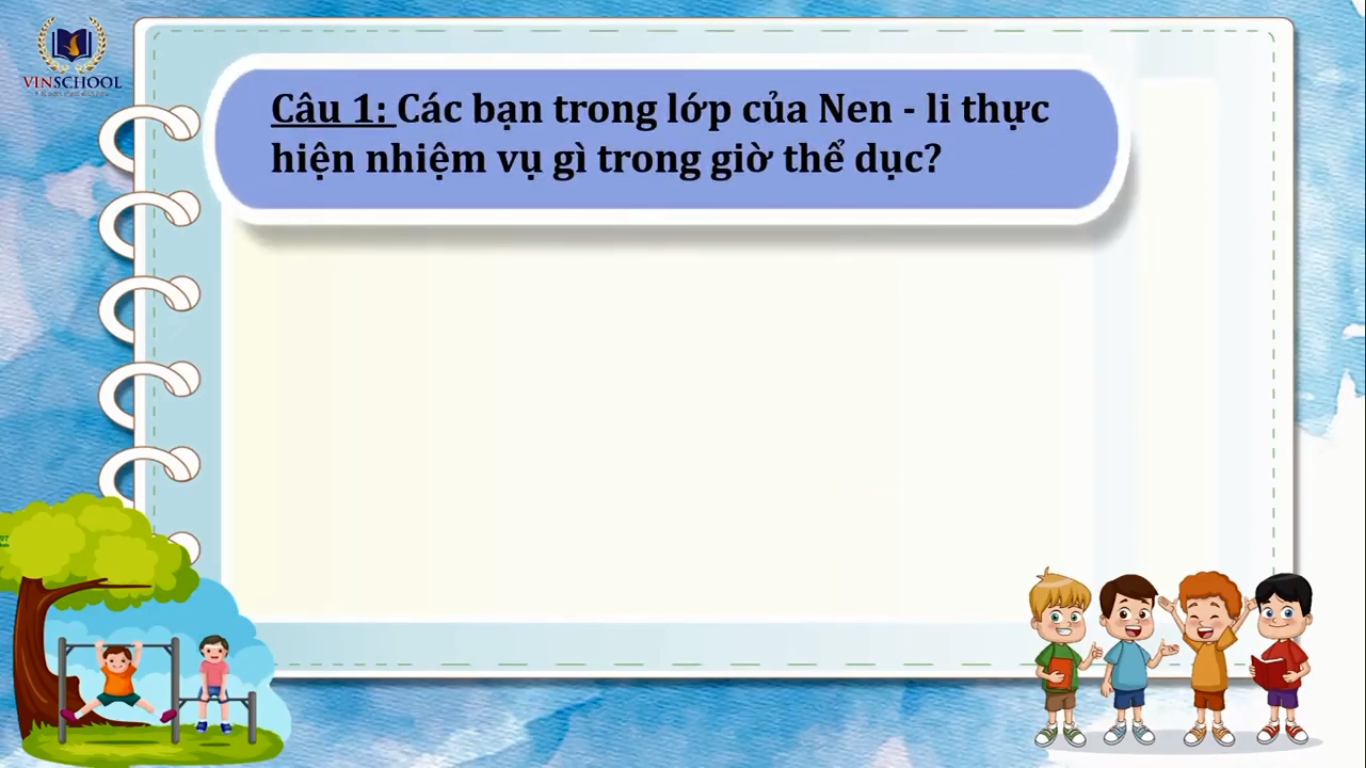 VINSCHOOL
Câu 1: Các bạn trong lớp của Nen - li thực
hiện nhiệm vụ gì trong giờ thể dục?